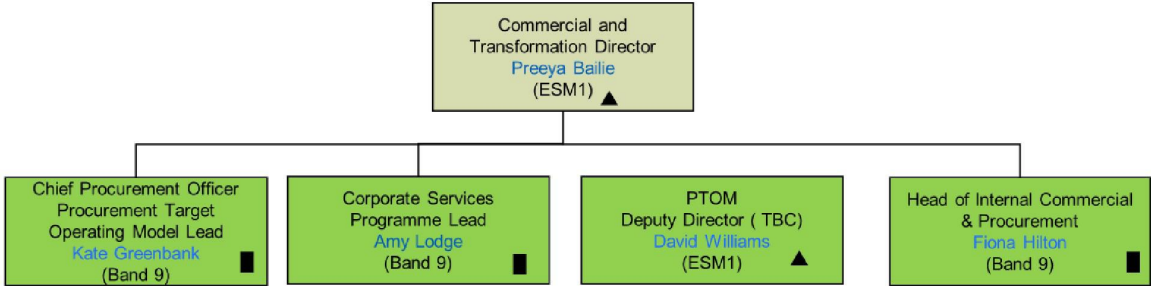 Commercial and
Transformation Director
Preeya Bailie
(ESM1)
Chief Procurement Officer
Procurement Target
Operating Model Lead
Kate Greenbank
(Band 9)
Corporate Services
Programme Lead
Amy Lodge
(Band 9)
PTOM
Deputy Director ( TBC)
David Williams
(ESM1)
Head of Internal Commercial
& Procurement
Fiona Hilton
(Band 9)